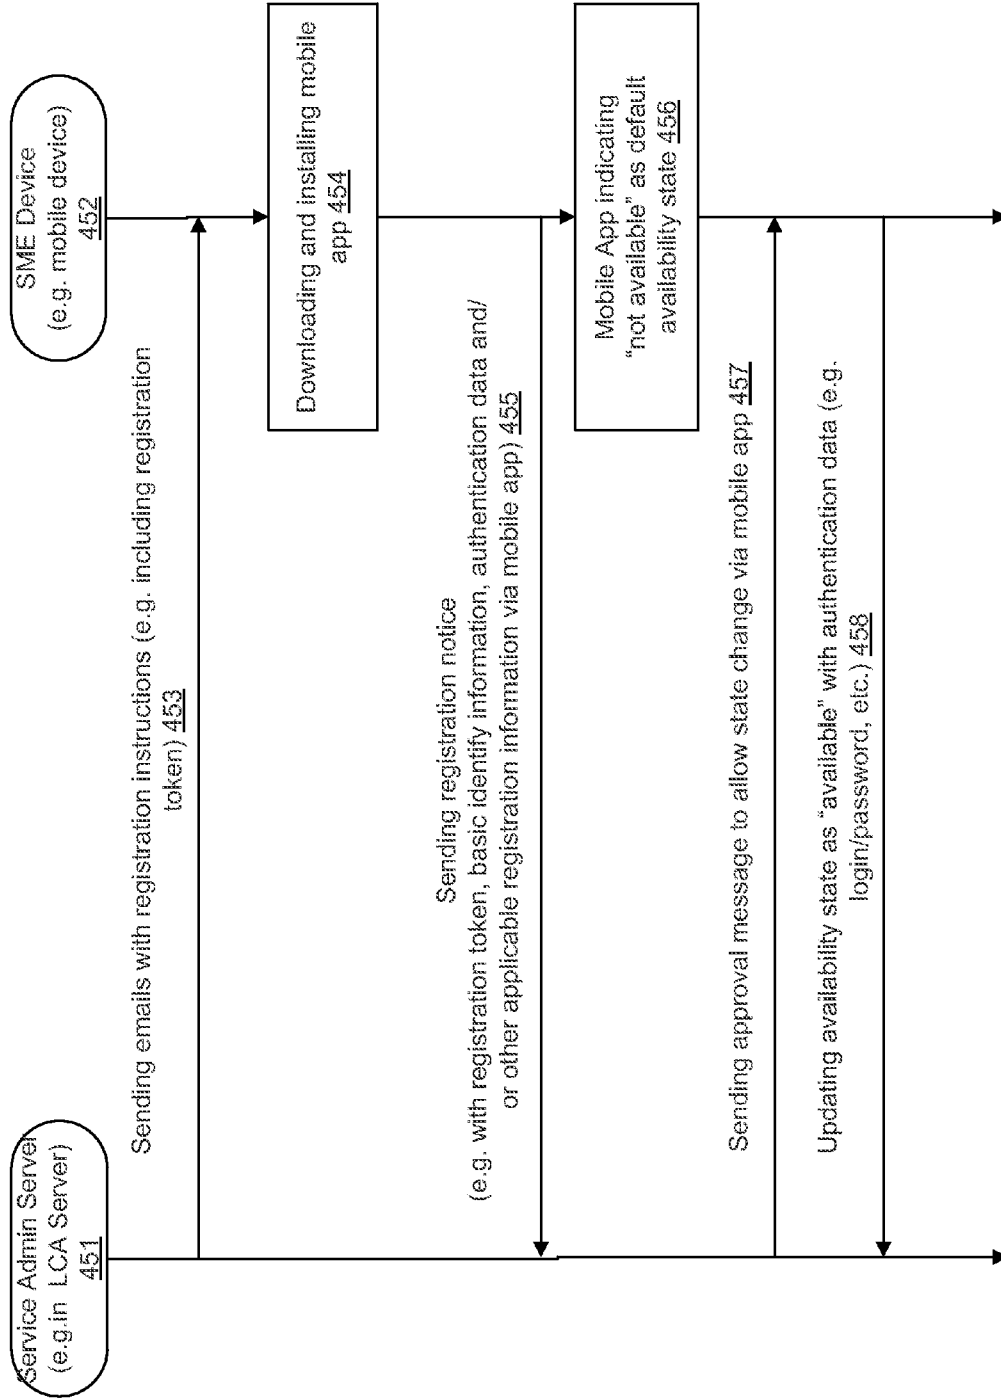 Service Admin Server
(e.g.in LCA Server)
451
SME Device
(e.g. mobile device)
452
Sending emails with registration instructions (e.g. including registration
token) 453
Downloading and installing mobile
app 454
Sending registration notice
(e.g. with registration token, basic identify information, authentication data and/
or other applicable registration information via mobile app) 455
Mobile App indicating
“not available” as default
availability state 456
Sending approval message to allow state change via mobile app 457
Updating availability state as “available” with authentication data (e.g.
login/password, etc.) 458